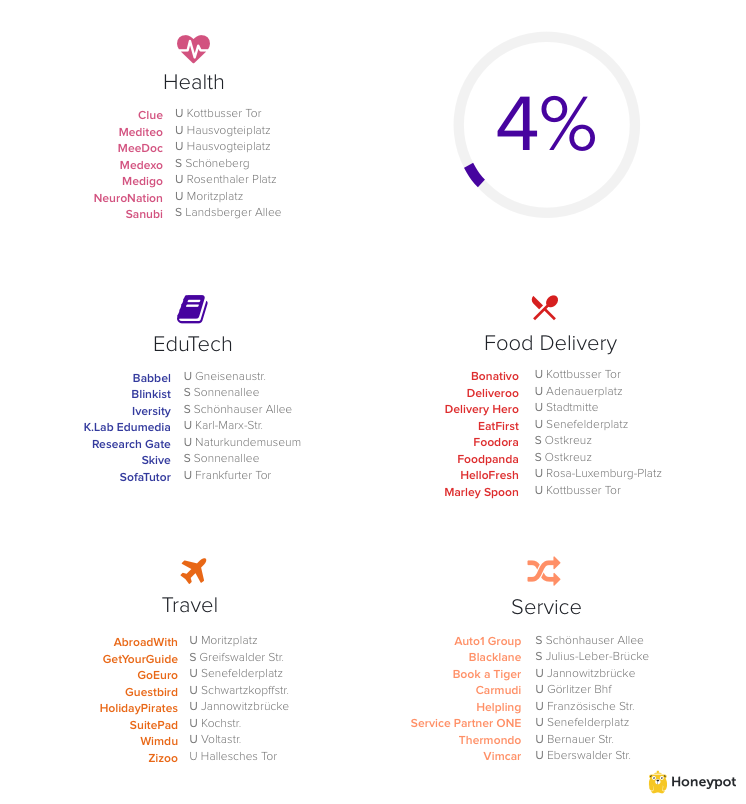 Health
Clue U Kottbusser Tor
Mediteo U Hausvogteiplatz
MeeDoc U Hausvogteiplatz
Medexo S Schöneberg
Medigo U Rosenthaler Platz
NeuroNation U Moritzplatz
Sanubi S Landsberger Allee
4%
EduTech
Babbel U Gneisenaustr.
Blinkist S Sonnenallee
Iversity S Schönhauser Allee
K.Lab Edumedia U Karl-Marx-Str.
Research Gate U Naturkundemuseum
Skive S Sonnenallee
SofaTutor U Frankfurter Tor
Food Delivery
Bonativo U Kottbusser Tor
Deliveroo U Adenauerplatz
Delivery Hero U Stadtmitte
EatFirst U Senefelderplatz
Foodora S Ostkreuz
Foodpanda S Ostkreuz
HelloFresh U Rosa-Luxemburg-Platz
Marley Spoon U Kottbusser Tor
Travel
AbroadWith U Moritzplatz
GetYourGuide S Greifswalder Str.
GoEuro U Senefelderplatz
Guestbird U Schwartzkopffstr.
HolidayPirates U Jannowitzbrücke
SuitePad U Kochstr.
Wimdu U Voltastr.
Zizoo U Hallesches Tor
Service
Auto1 Group S Schönhauser Allee
Blacklane S Julius-Leber-Brücke
Book a Tiger U Jannowitzbrücke
Carmudi U Görlitzer Bhf
Helpling U Französische Str.
Service Partner ONE U Senefelderplatz
Thermondo U Bernauer Str.
Vimcar U Eberswalder Str.
Honeypot